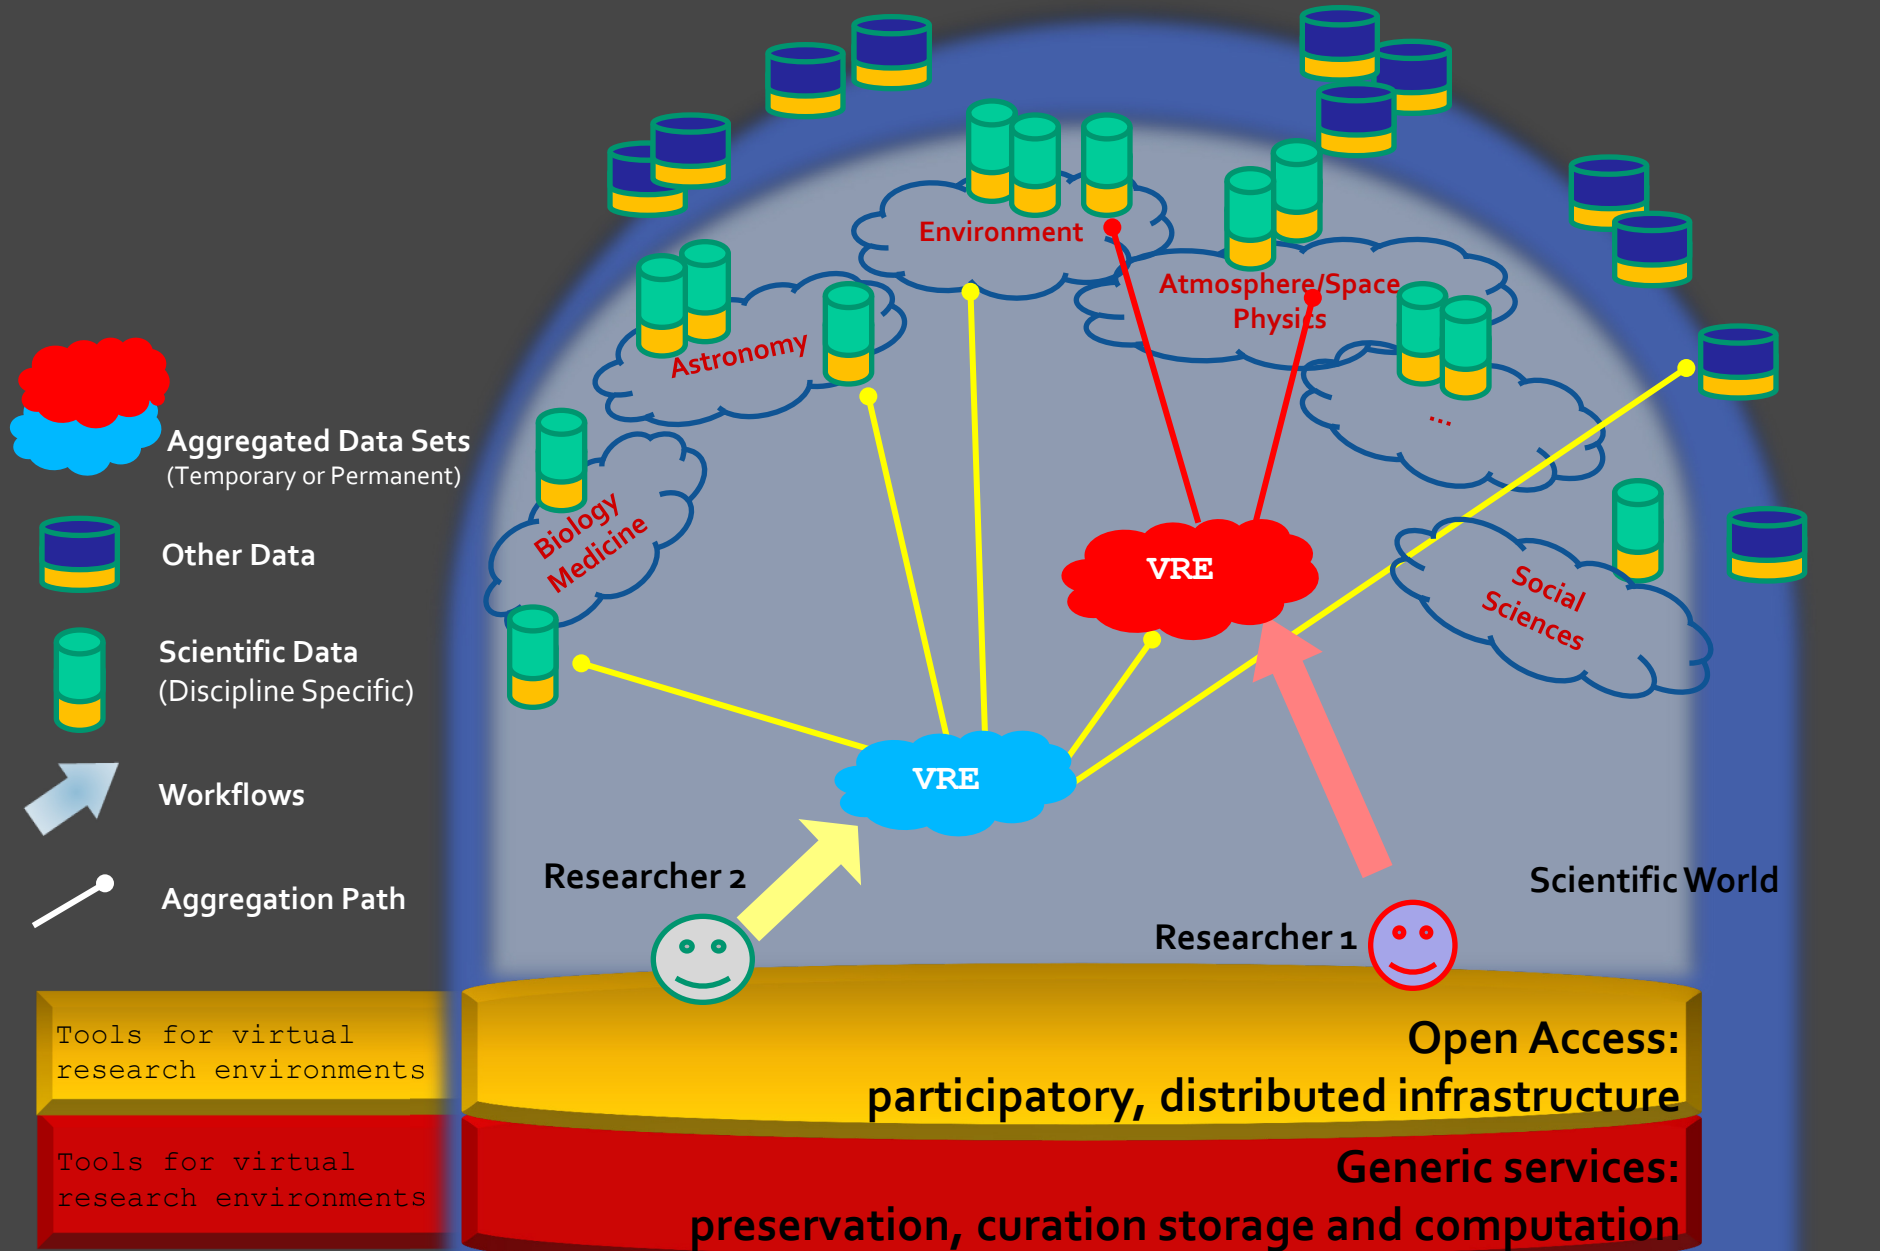 Environment
Atmosphere/Space
Physics
Astronomy
...
Aggregated Data Sets
(Temporary or Permanent)
Biology
Medicine
Other Data
VRE
Social
Sciences
Scientific Data
(Discipline Specific)
VRE
Workflows
Researcher 2
Scientific World
Aggregation Path
Researcher 1
Tools for virtual
research environments
Open Access:
participatory, distributed infrastructure
Tools for virtual
research environments
Generic services:
preservation, curation storage and computation